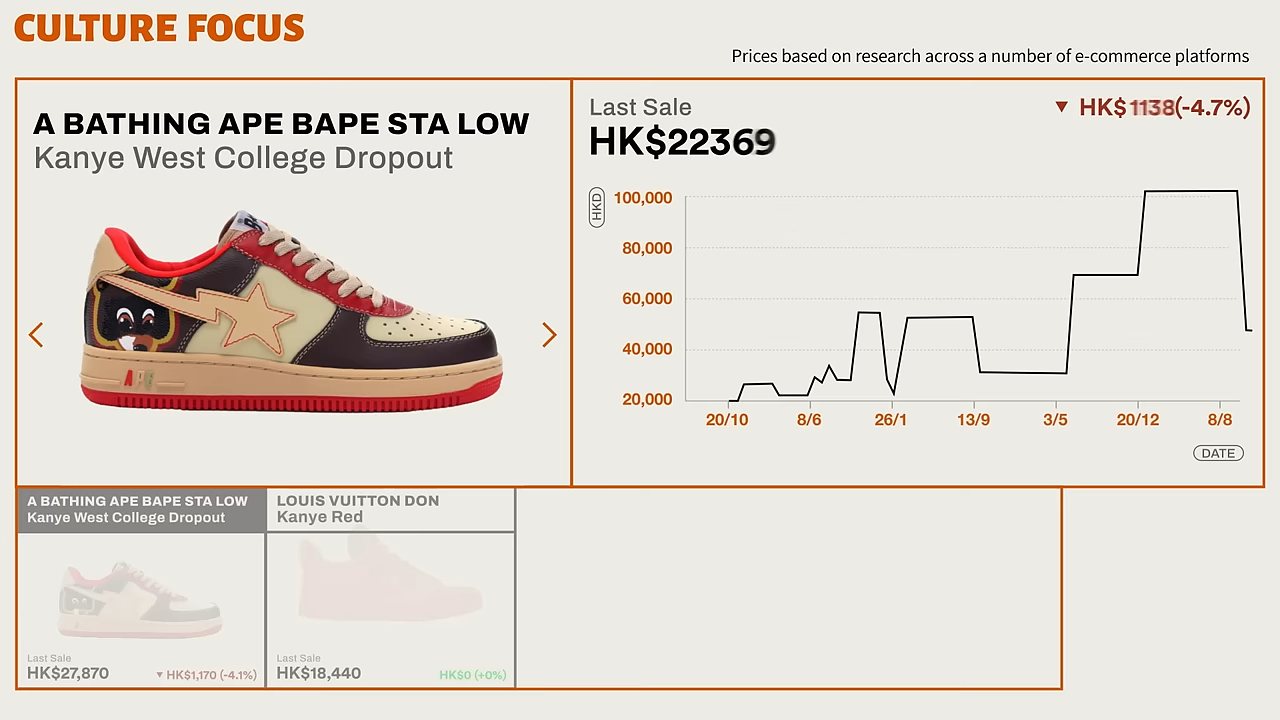 CULTURE FOCUS
Prices based on research across a number of e-commerce platforms
A BATHING APE BAPE STA LOW
Kanye West College Dropout
Last Sale
HK$22369
▼ HK$1138(-4.7%)
HKD
100,000
80,000
60,000
40,000
20,000
20/10 8/6 26/1 13/9 3/5 20/12 8/8
DATE
A BATHING APE BAPE STA LOW
Kanye West College Dropout
Last Sale
HK$27,870 ▼ HK$1,170 (-4.1%)
LOUIS VUITTON DON
Kanye Red
Last Sale
HK$18,440 HK$0 (+0%)